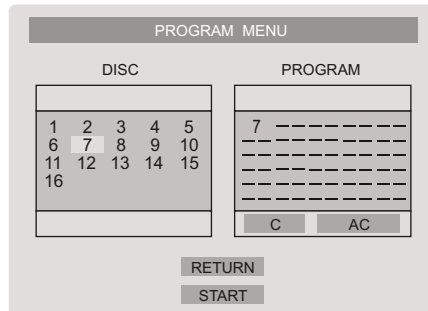 PROGRAM MENU
DISC
1 2 3 4 5
6 7 8 9 10
11 12 13 14 15
16
PROGRAM
7
C AC
RETURN
START